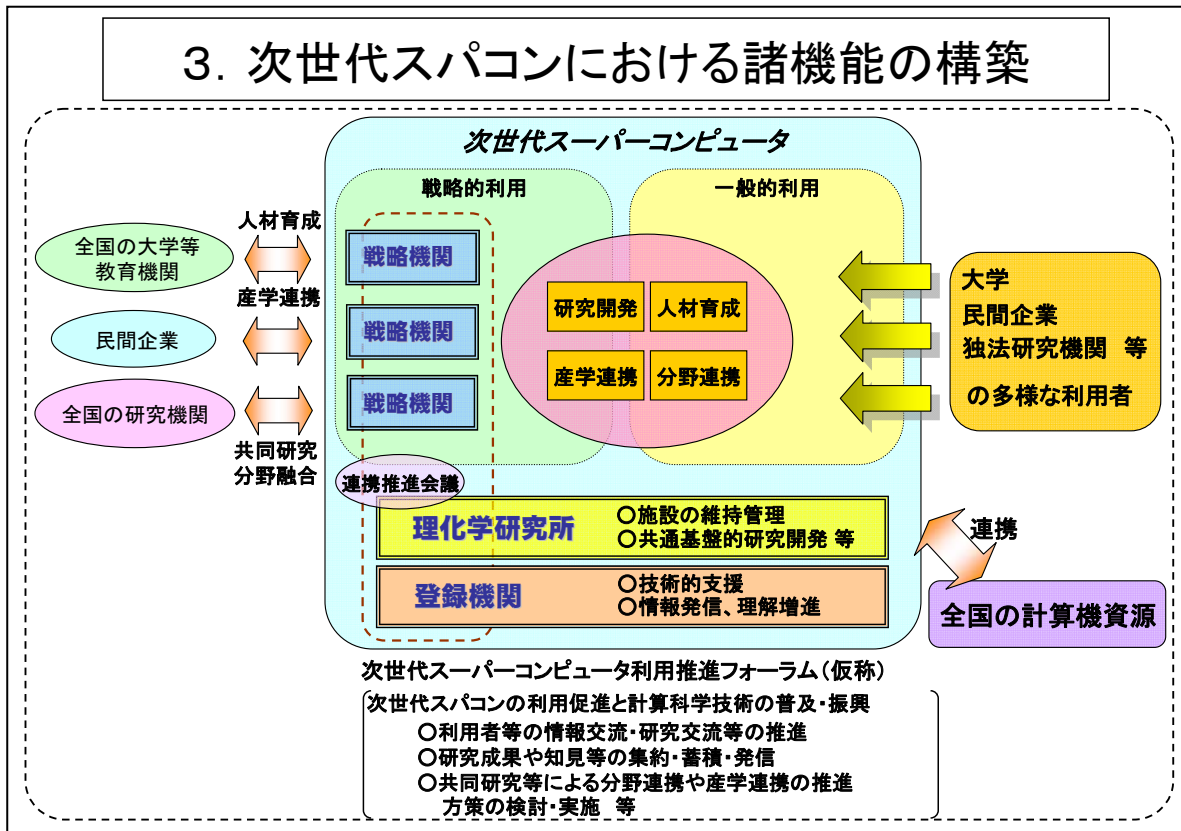 ３．次世代スパコンにおける諸機能の構築
次世代スーパーコンピュータ
戦略的利用
一般的利用
人材育成
全国の大学等
教育機関
産学連携
民間企業
全国の研究機関
共同研究
分野融合
戦略機関
戦略機関
戦略機関
研究開発
人材育成
産学連携
分野連携
大学
民間企業
独法研究機関 等
の多様な利用者
連携推進会議
理化学研究所
○施設の維持管理
○共通基盤的研究開発 等
登録機関
○技術的支援
○情報発信、理解増進
連携
全国の計算機資源
次世代スーパーコンピュータ利用推進フォーラム（仮称）
次世代スパコンの利用促進と計算科学技術の普及・振興
○利用者等の情報交流・研究交流等の推進
○研究成果や知見等の集約・蓄積・発信
○共同研究等による分野連携や産学連携の推進
方策の検討・実施 等